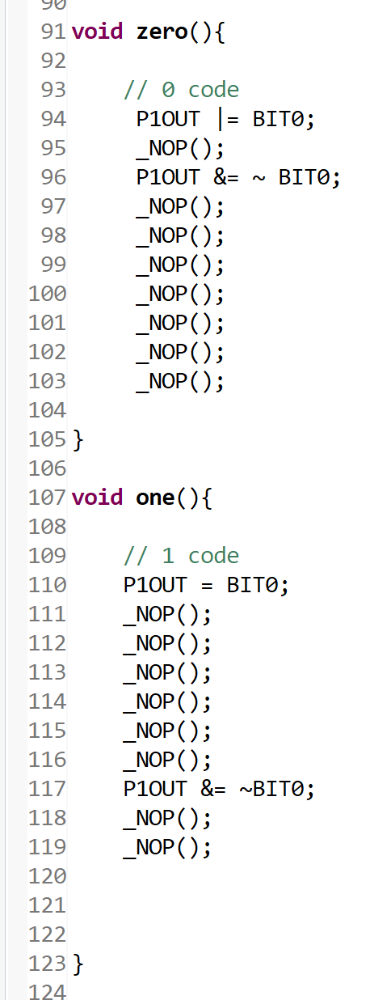 90
91 void zero(){
92
93     // 0 code
94      P1OUT |= BIT0;
95      _NOP();
96      P1OUT &= ~ BIT0;
97      _NOP();
98      _NOP();
99      _NOP();
100      _NOP();
101      _NOP();
102      _NOP();
103      _NOP();
104
105 }
106
107 void one(){
108
109     // 1 code
110     P1OUT = BIT0;
111     _NOP();
112     _NOP();
113     _NOP();
114     _NOP();
115     _NOP();
116     _NOP();
117     P1OUT &= ~BIT0;
118     _NOP();
119     _NOP();
120
121
122
123 }
124